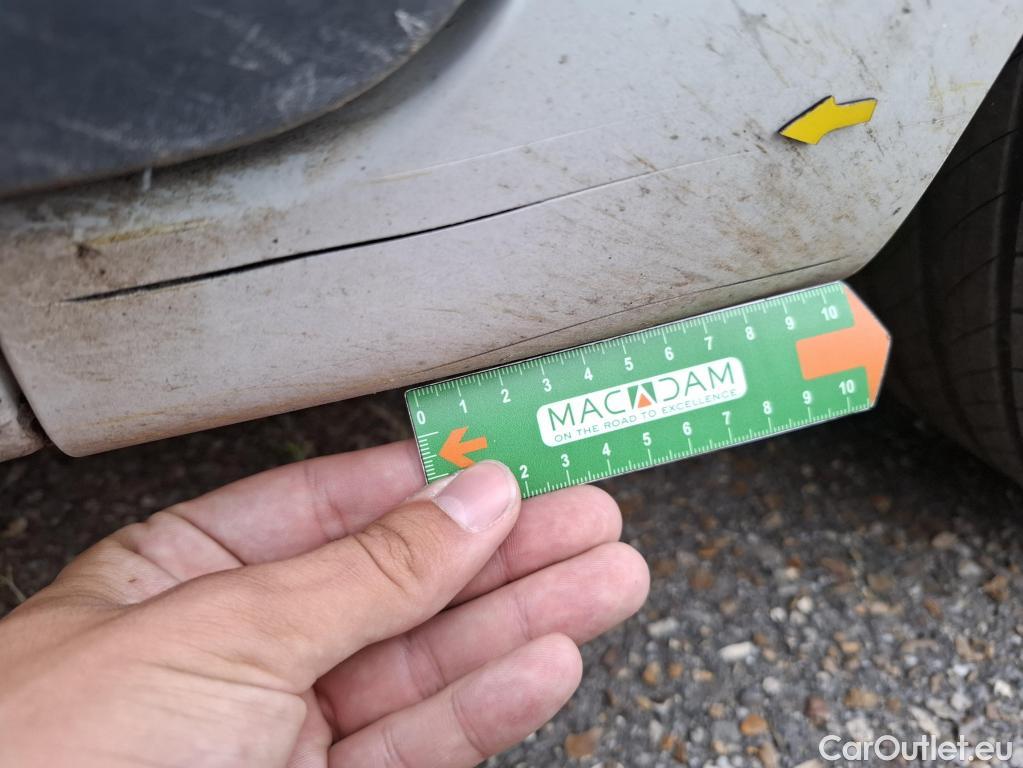 0 1 2 3 4 5 6 7 8 9 10
MACADAM
ON THE ROAD TO EXCELLENCE
2 3 4 5 6 7 8 9 10
CarOutlet.eu